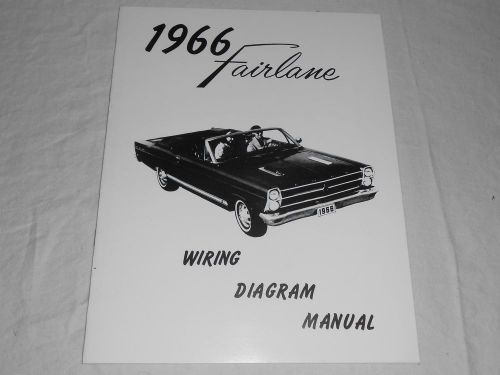 1966
Fairlane
1966
WIRING
DIAGRAM
MANUAL